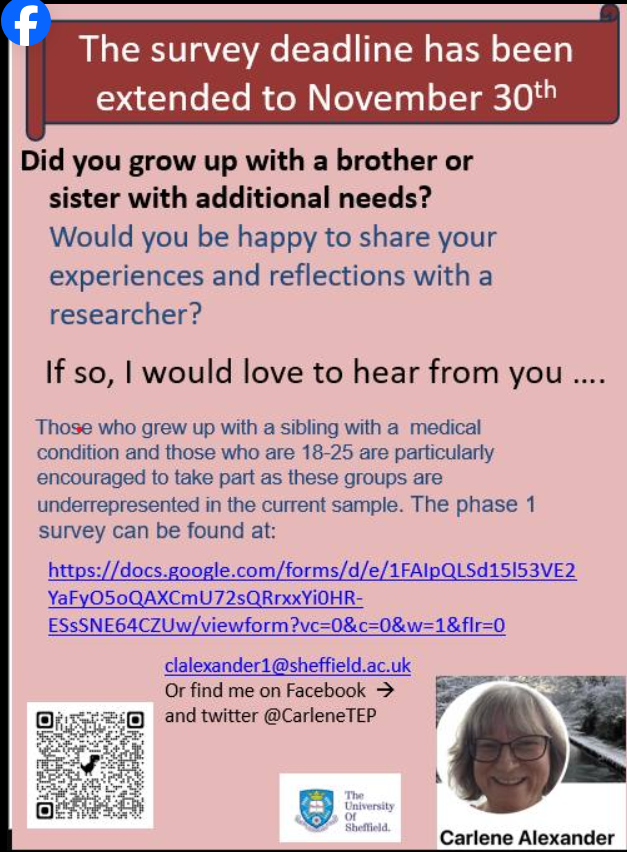 The survey deadline has been
extended to November 30th
Did you grow up with a brother or
sister with additional needs?
Would you be happy to share your
experiences and reflections with a
researcher?
If so, I would love to hear from you ....
Those who grew up with a sibling with a medical
condition and those who are 18-25 are particularly
encouraged to take part as these groups are
underrepresented in the current sample. The phase 1
survey can be found at:
https://docs.google.com/forms/d/e/1FAIpQLSd15l53VE2
YaFyO5oQAXCmU72sQRrxxYi0HR-
ESsSNE64CZUw/viewform?vc=0&c=0&w=1&flr=0
clalexander1@sheffield.ac.uk
Or find me on Facebook →
and twitter @CarleneTEP
The
University
Of
Sheffield.
Carlene Alexander